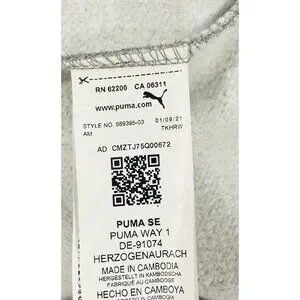 RN 62200 CA 06311
www.puma.com
STYLE NO. 589395-03 01/09/21
AM TKHRW
AD CMZTJ75Q00672
PUMA SE
PUMA WAY 1
DE-91074
HERZOGENAURACH
MADE IN CAMBODIA
HERGESTELLT IN KAMBODSCHA
FABRIQUÉ AU CAMBODGE
HECHO EN CAMBOYA